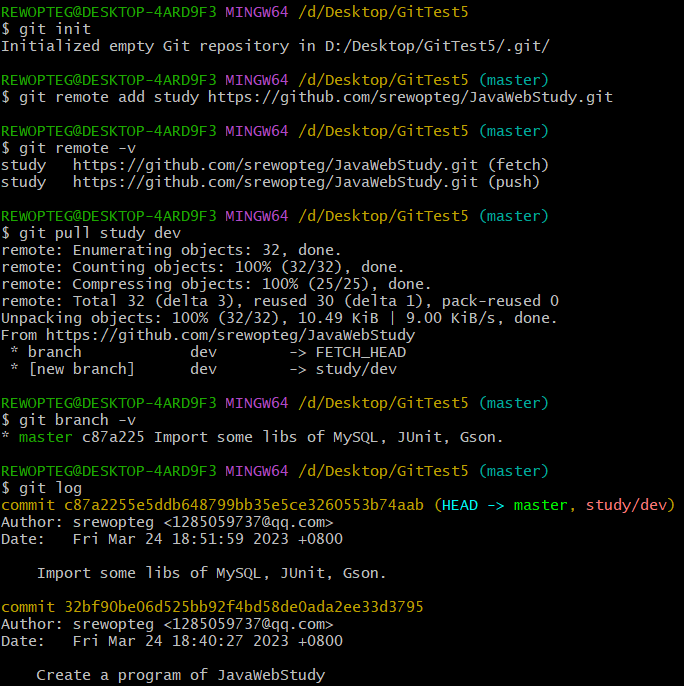 REWOPTEG@DESKTOP-4ARD9F3 MINGW64 /d/Desktop/GitTest5
$ git init
Initialized empty Git repository in D:/Desktop/GitTest5/.git/
REWOPTEG@DESKTOP-4ARD9F3 MINGW64 /d/Desktop/GitTest5 (master)
$ git remote add study https://github.com/srewopteg/JavaWebStudy.git
REWOPTEG@DESKTOP-4ARD9F3 MINGW64 /d/Desktop/GitTest5 (master)
$ git remote -v
study   https://github.com/srewopteg/JavaWebStudy.git (fetch)
study   https://github.com/srewopteg/JavaWebStudy.git (push)
REWOPTEG@DESKTOP-4ARD9F3 MINGW64 /d/Desktop/GitTest5 (master)
$ git pull study dev
remote: Enumerating objects: 32, done.
remote: Counting objects: 100% (32/32), done.
remote: Compressing objects: 100% (25/25), done.
remote: Total 32 (delta 3), reused 30 (delta 1), pack-reused 0
Unpacking objects: 100% (32/32), 10.49 KiB | 9.00 KiB/s, done.
From https://github.com/srewopteg/JavaWebStudy
 * branch            dev        -> FETCH_HEAD
 * [new branch]      dev        -> study/dev
REWOPTEG@DESKTOP-4ARD9F3 MINGW64 /d/Desktop/GitTest5 (master)
$ git branch -v
* master c87a225 Import some libs of MySQL, JUnit, Gson.
REWOPTEG@DESKTOP-4ARD9F3 MINGW64 /d/Desktop/GitTest5 (master)
$ git log
commit c87a2255e5ddb648799bb35e5ce3260553b74aab (HEAD -> master, study/dev)
Author: srewopteg <1285059737@qq.com>
Date:   Fri Mar 24 18:51:59 2023 +0800
    Import some libs of MySQL, JUnit, Gson.
commit 32bf90be06d525bb92f4bd58de0ada2ee33d3795
Author: srewopteg <1285059737@qq.com>
Date:   Fri Mar 24 18:40:27 2023 +0800
    Create a program of JavaWebStudy